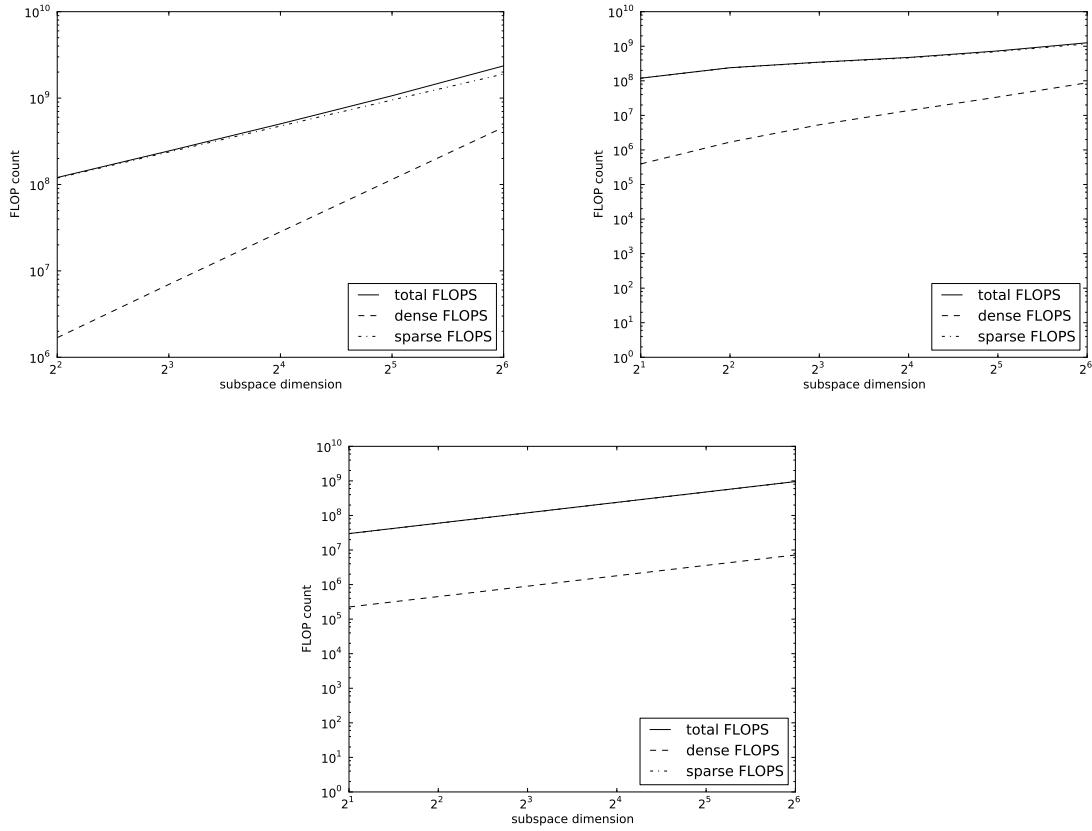 10^10
10^9
10^8
10^7
10^6
FLOP count
2^2 2^3 2^4 2^5 2^6
subspace dimension
total FLOPS
dense FLOPS
sparse FLOPS
10^10
10^9
10^8
10^7
10^6
10^5
10^4
10^3
10^2
10^1
10^0
FLOP count
2^1 2^2 2^3 2^4 2^5 2^6
subspace dimension
total FLOPS
dense FLOPS
sparse FLOPS
10^10
10^9
10^8
10^7
10^6
10^5
10^4
10^3
10^2
10^1
10^0
FLOP count
2^1 2^2 2^3 2^4 2^5 2^6
subspace dimension
total FLOPS
dense FLOPS
sparse FLOPS